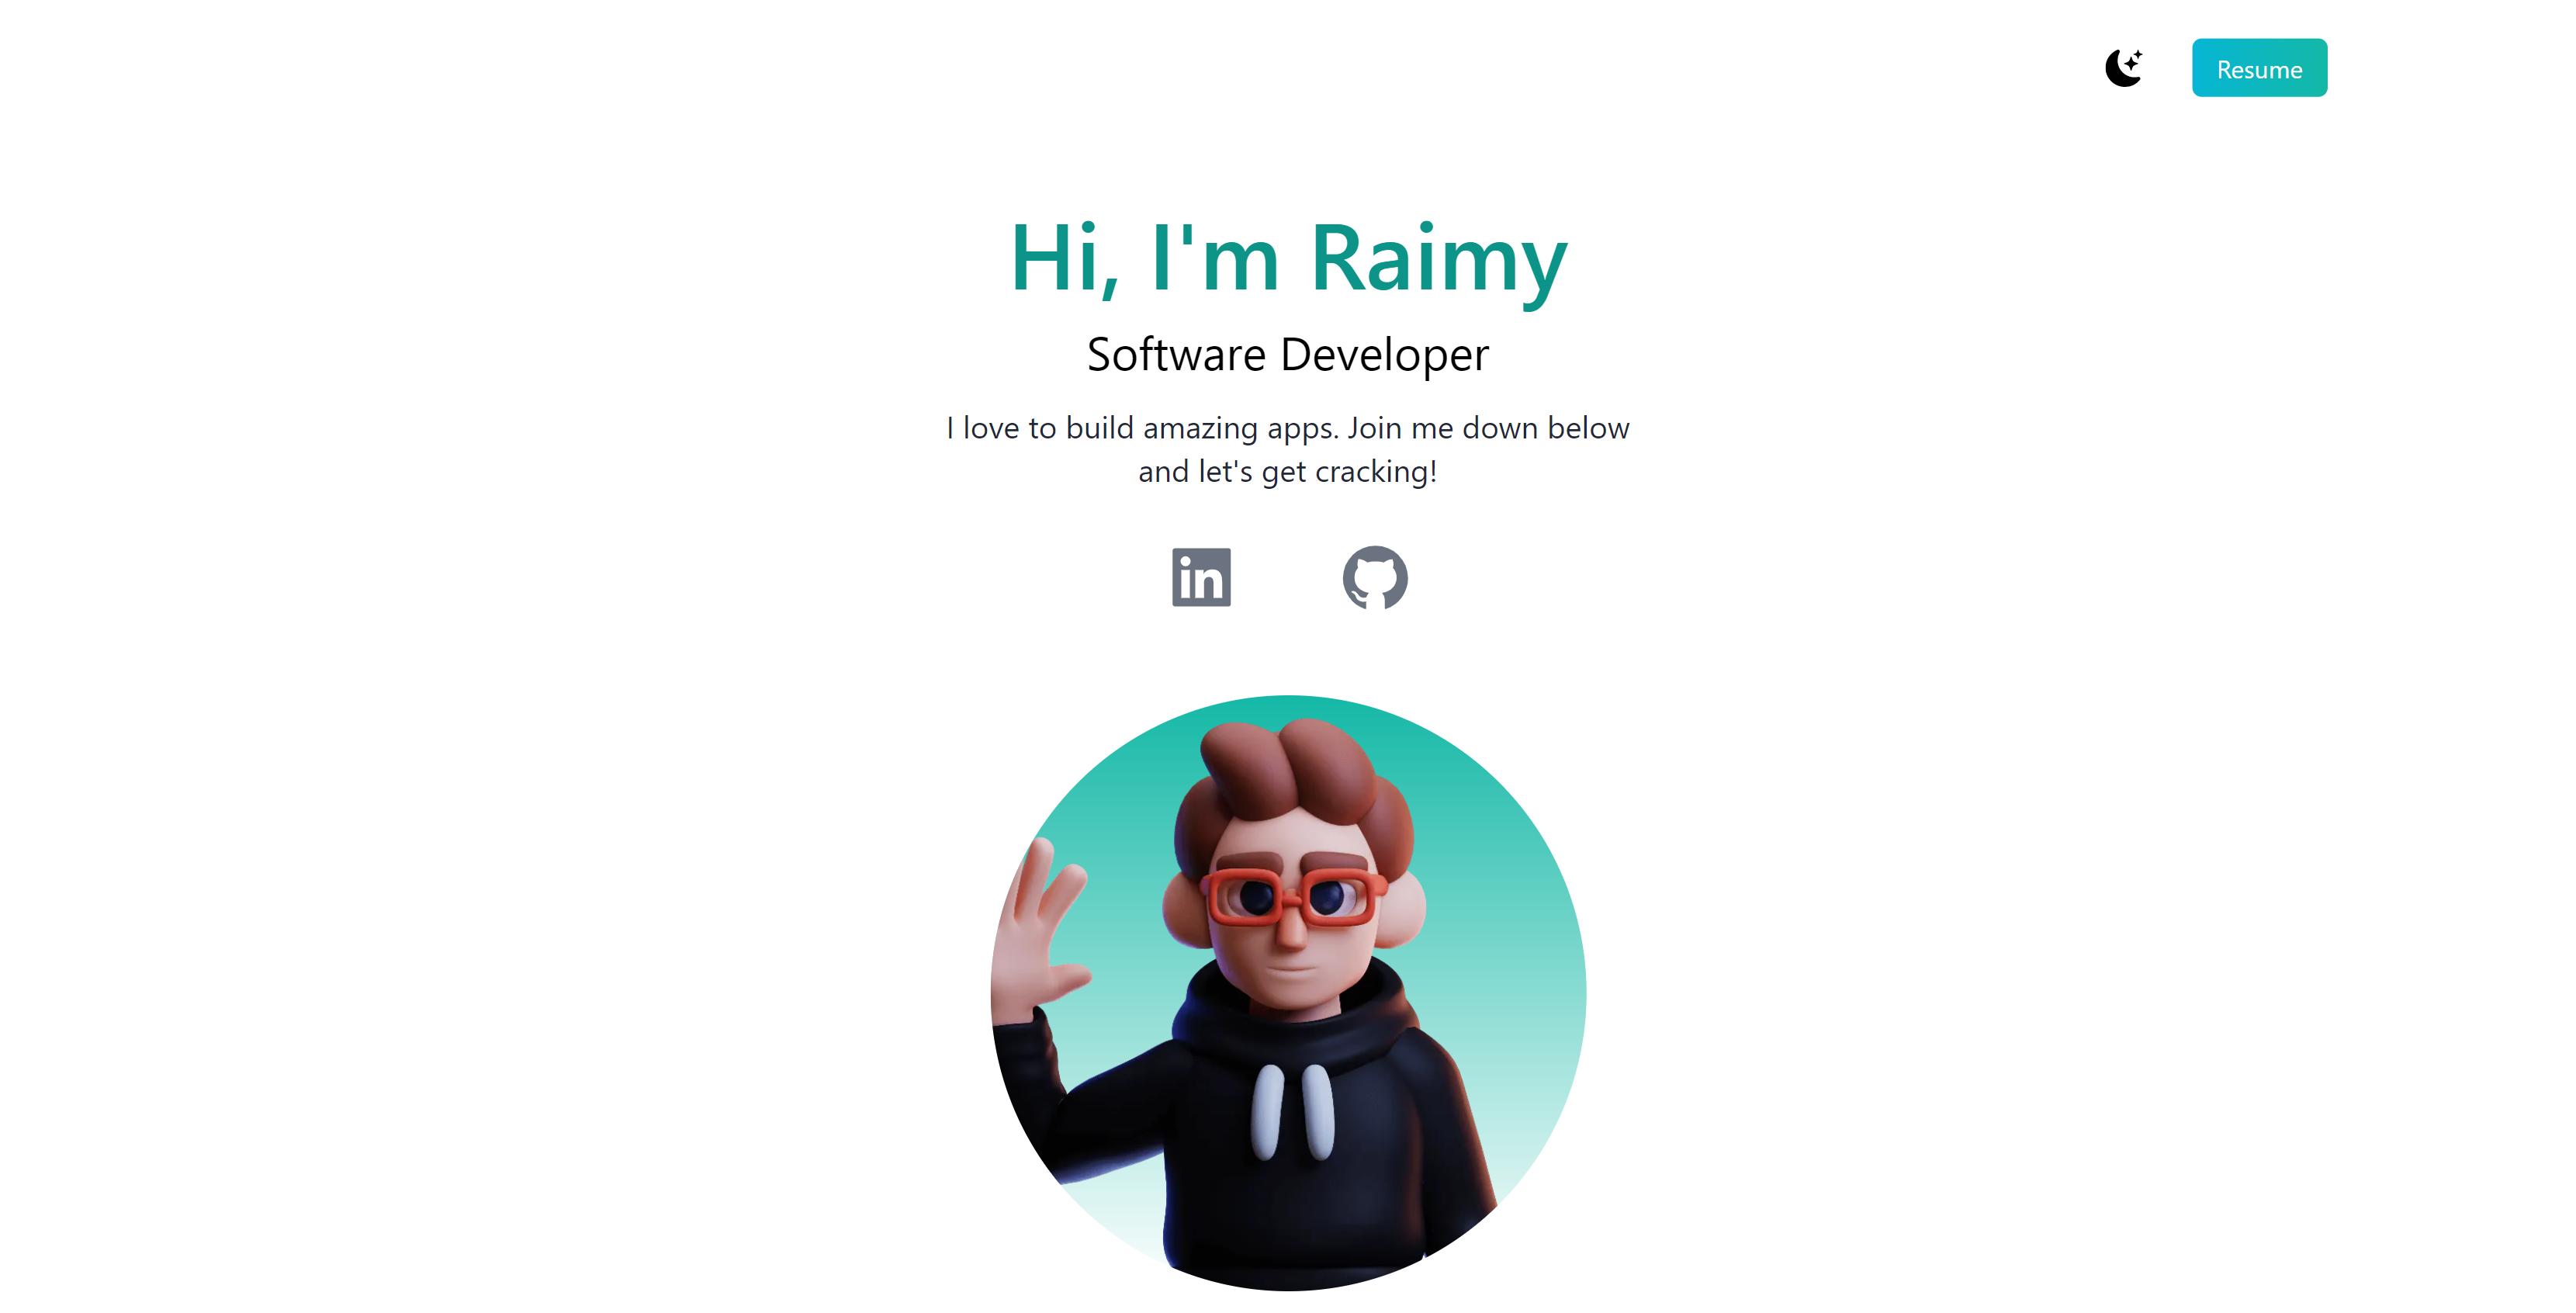 Resume
Hi, I'm Raimy
Software Developer
I love to build amazing apps. Join me down below
and let's get cracking!
in